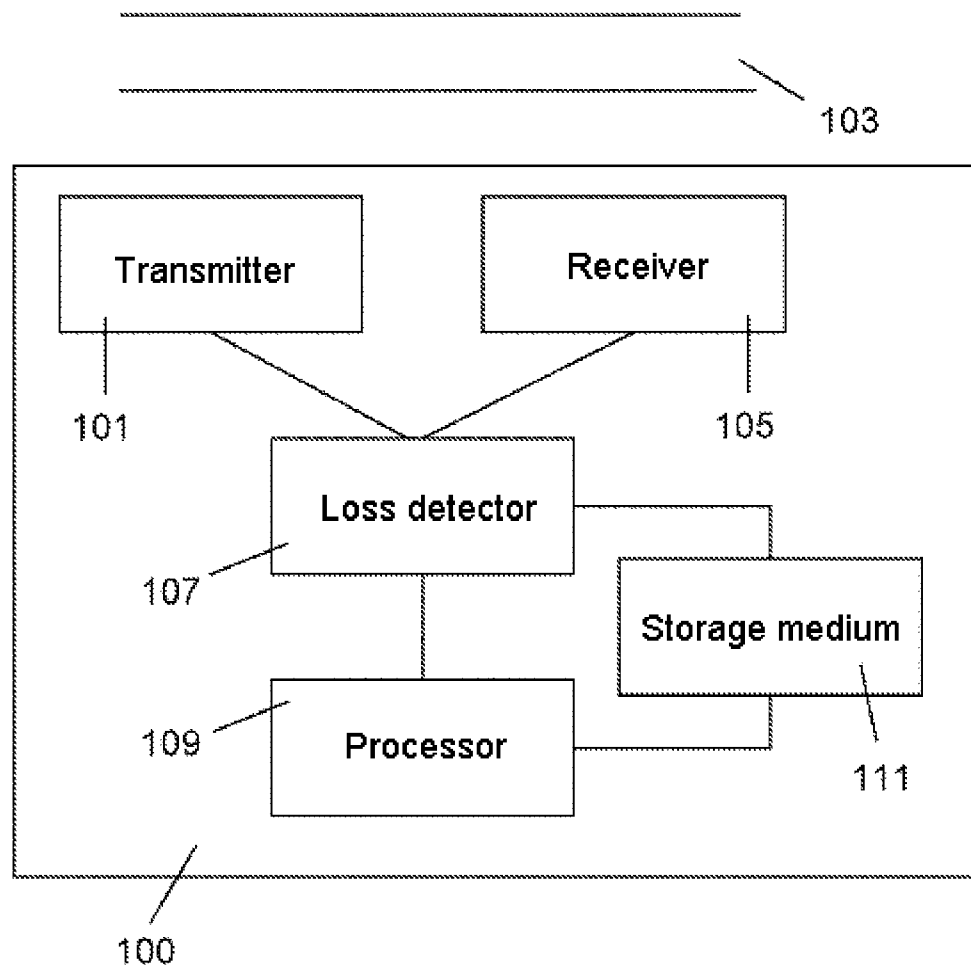 103
Transmitter
Receiver
101
105
Loss detector
107
Storage medium
109
Processor
111
100